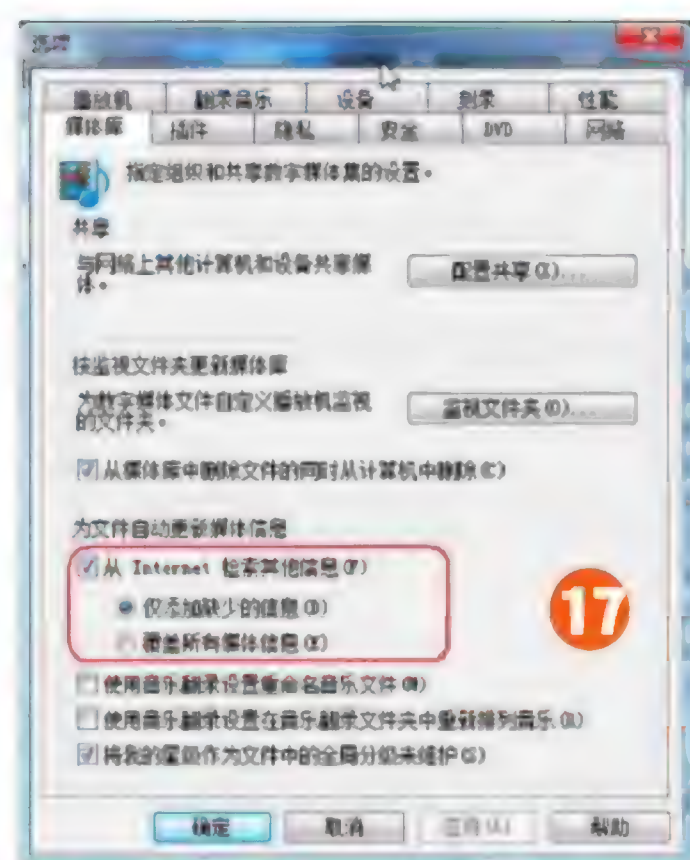 选项
播放机 翻录音乐 设备 刻录 性能
媒体库 插件 隐私 安全 DVD 网络
指定组织和共享数字媒体集的设置。
共享
与网络上其他计算机和设备共享媒
体。
配置共享
按监视文件夹更新媒体库
为数字媒体文件自定义播放机监视
的文件夹。
监视文件夹(O)...
从媒体库中删除文件的同时从计算机中删除(C)
为文件自动更新媒体信息
从 Internet 检索其他信息
仅添加缺少的信息(D)
覆盖所有媒体信息
17
使用音乐翻录设置重命名音乐文件
使用音乐翻录设置在音乐翻录文件夹中重新排列音乐(R)
将我的星级作为文件中的全局分级来维护(G)
确定 取消 应用(A) 帮助